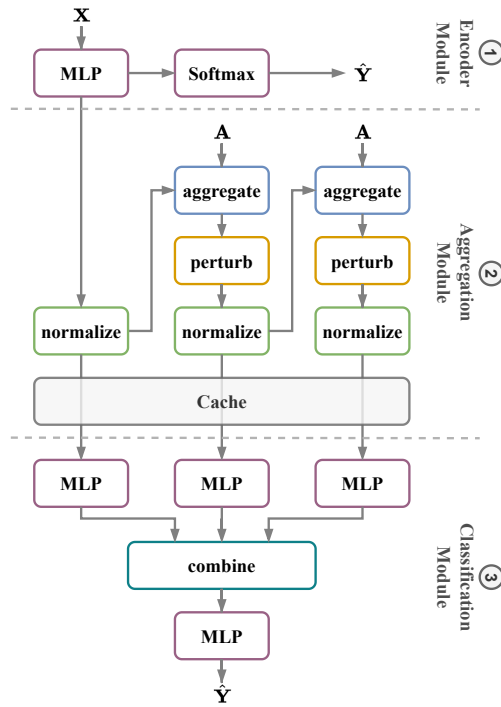 X
MLP
Softmax
Ŷ
Encoder
Module
1
A
A
aggregate
aggregate
perturb
perturb
normalize
normalize
normalize
Cache
Aggregation
Module
2
MLP
MLP
MLP
combine
MLP
Ŷ
Classification
Module
3